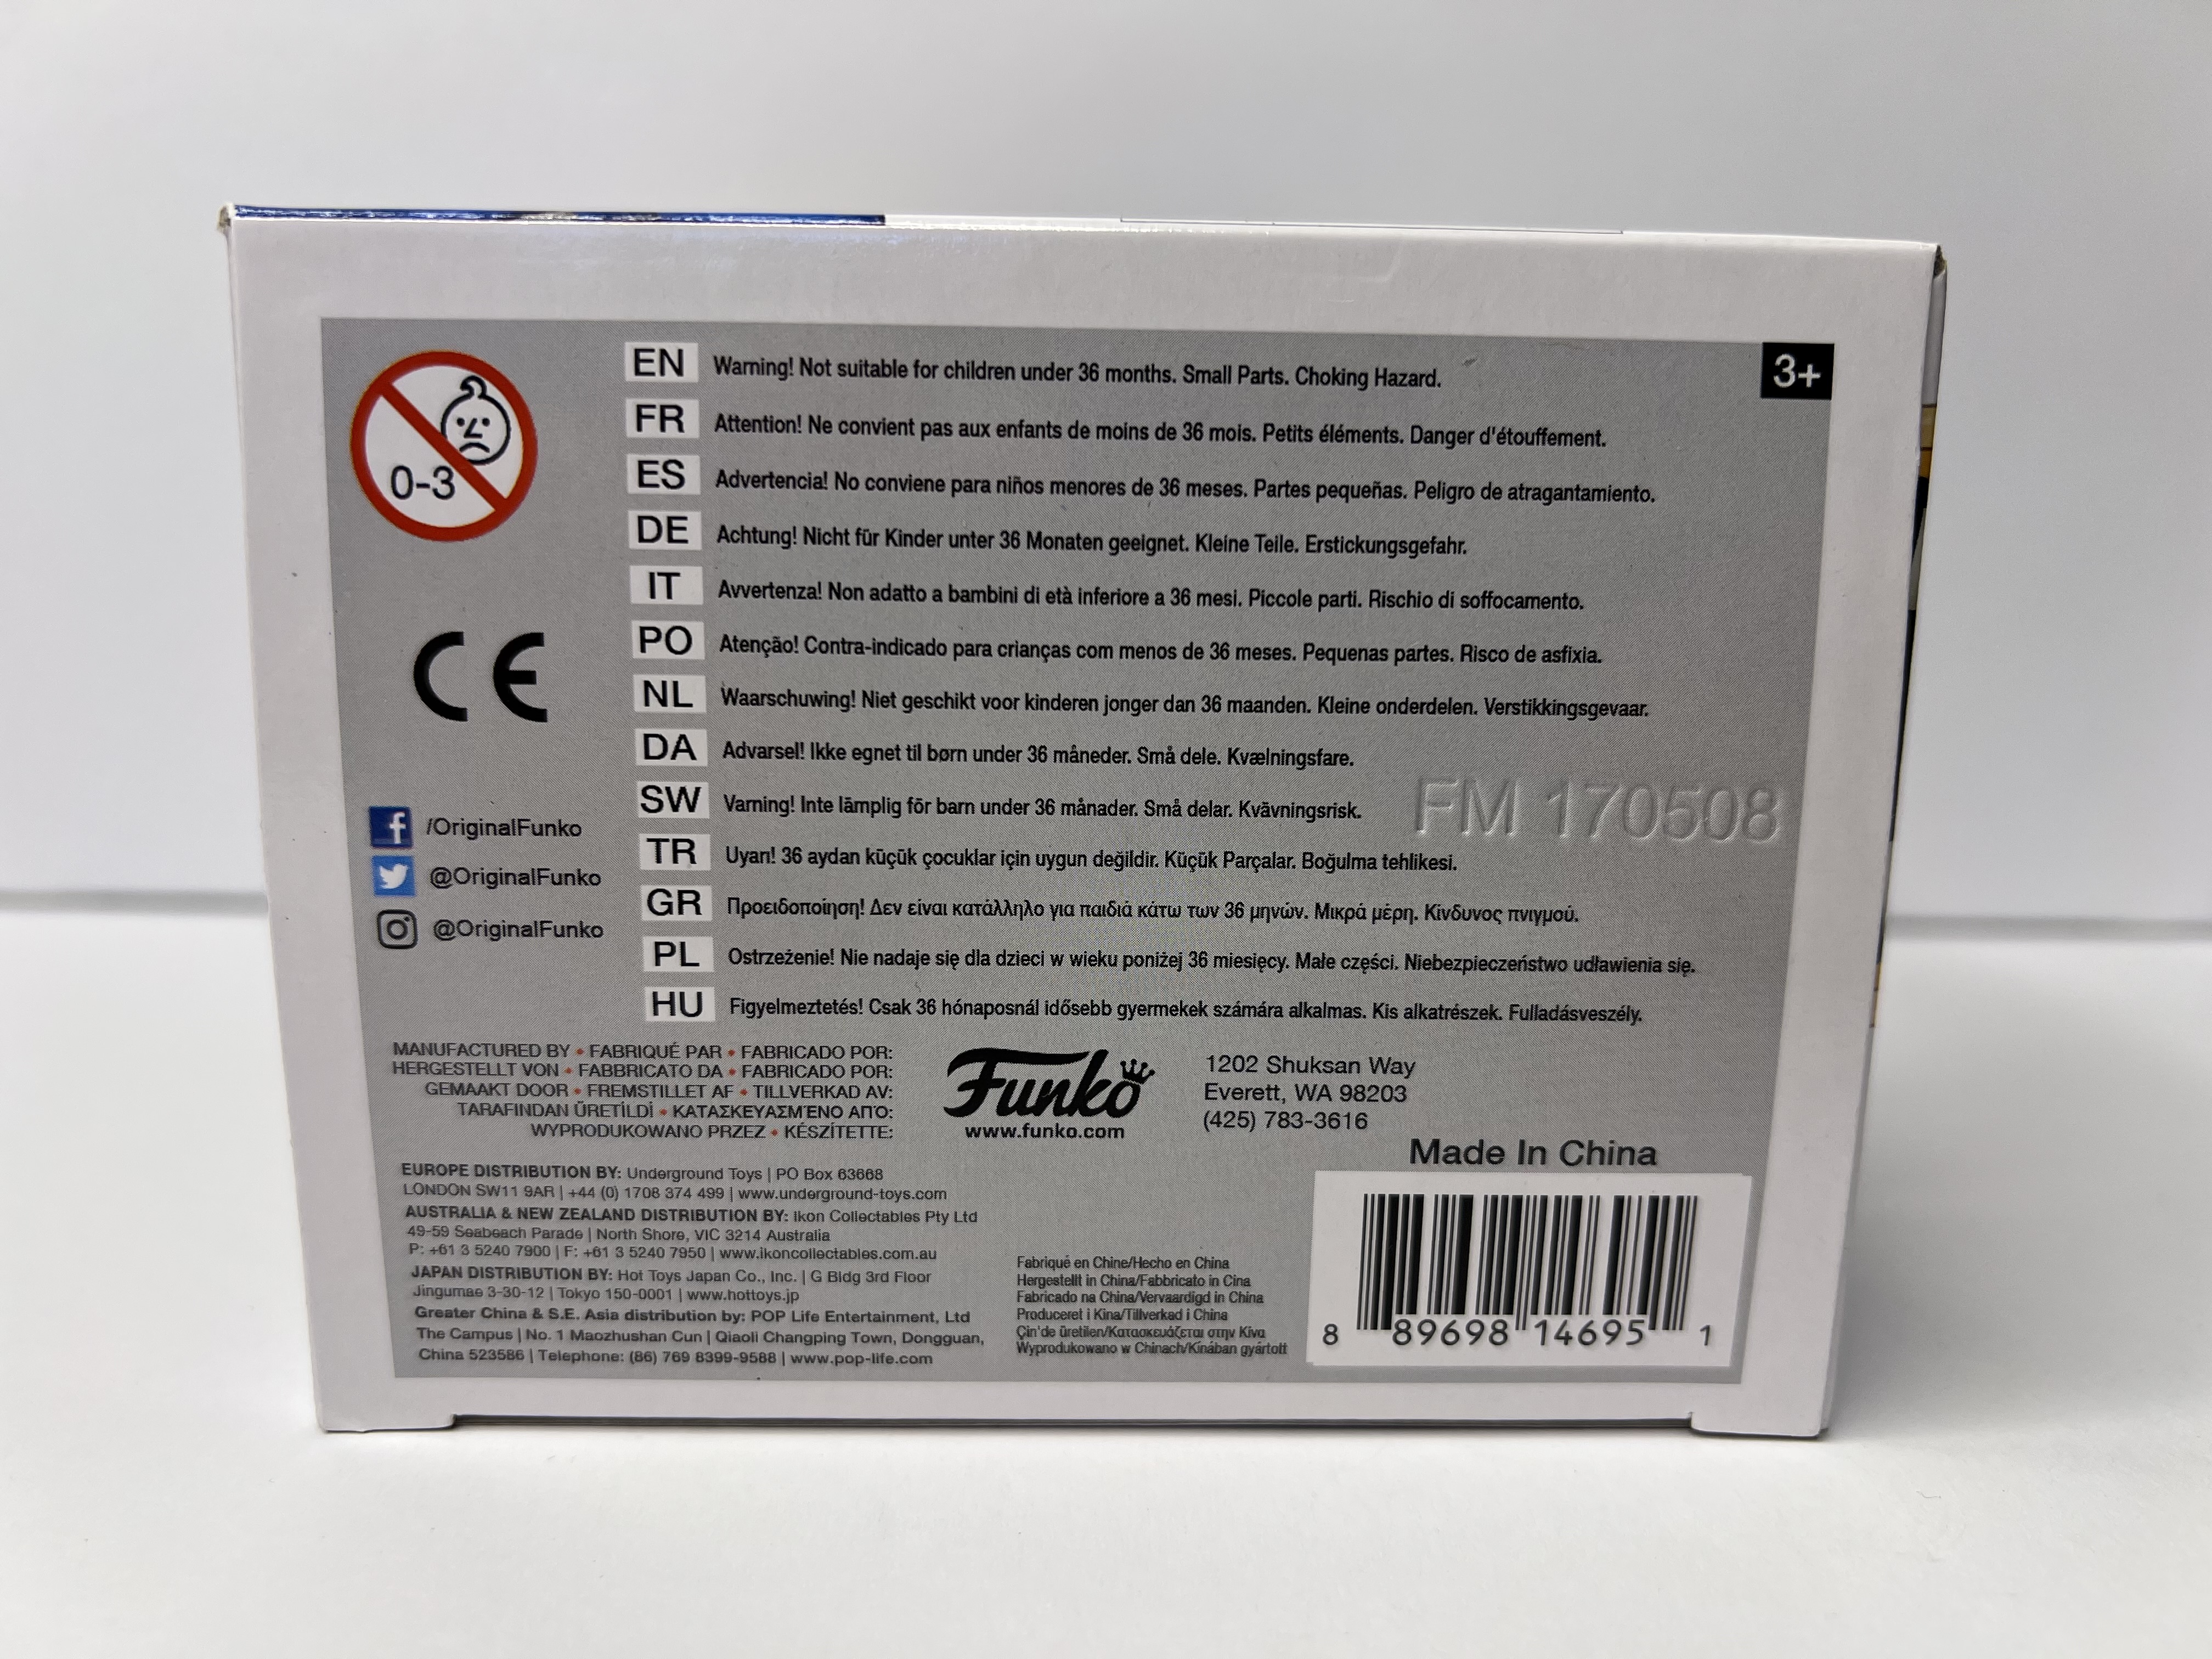 0-3
EN Warning! Not suitable for children under 36 months. Small Parts. Choking Hazard.
3+
FR Attention! Ne convient pas aux enfants de moins de 36 mois. Petits éléments. Danger d'étouffement.
ES Advertencia! No conviene para niños menores de 36 meses. Partes pequeñas. Peligro de atragantamiento.
DE Achtung! Nicht für Kinder unter 36 Monaten geeignet. Kleine Teile. Erstickungsgefahr.
IT Avvertenza! Non adatto a bambini di età inferiore a 36 mesi. Piccole parti. Rischio di soffocamento.
PO Atenção! Contra-indicado para crianças com menos de 36 meses. Pequenas partes. Risco de asfixia.
CE
NL Waarschuwing! Niet geschikt voor kinderen jonger dan 36 maanden. Kleine onderdelen. Verstikkingsgevaar.
DA Advarsel! Ikke egnet til børn under 36 måneder. Små dele. Kvælningsfare.
SW Varning! Inte lämplig för barn under 36 månader. Små delar. Kvävningsrisk.
FM 170508
TR Uyarı! 36 aydan küçük çocuklar için uygun değildir. Küçük Parçalar. Boğulma tehlikesi.
GR Προειδοποίηση! Δεν είναι κατάλληλο για παιδιά κάτω των 36 μηνών. Μικρά μέρη. Κίνδυνος πνιγμού.
PL Ostrzeżenie! Nie nadaje się dla dzieci w wieku poniżej 36 miesięcy. Małe części. Niebezpieczeństwo udławienia się.
HU Figyelmeztetés! Csak 36 hónaposnál idősebb gyermekek számára alkalmas. Kis alkatrészek. Fulladásveszély.
/OriginalFunko
@OriginalFunko
@OriginalFunko
MANUFACTURED BY • FABRIQUÉ PAR • FABRICADO POR:
HERGESTELLT VON • FABBRICATO DA • FABRICADO POR:
GEMAAKT DOOR • FREMSTILLET AF • TILLVERKAD AV:
TARAFINDAN ÜRETİLDİ • ΚΑΤΑΣΚΕΥΑΣΜΈΝΟ ΑΠΌ:
WYPRODUKOWANO PRZEZ • KÉSZÍTETTE:
Funko
www.funko.com
1202 Shuksan Way
Everett, WA 98203
(425) 783-3616
Made In China
EUROPE DISTRIBUTION BY: Underground Toys | PO Box 63668
LONDON SW11 9AR | +44 (0) 1708 374 499 | www.underground-toys.com
AUSTRALIA & NEW ZEALAND DISTRIBUTION BY: Ikon Collectables Pty Ltd
49-59 Seabeach Parade | North Shore, VIC 3214 Australia
P: +61 3 5240 7900 | F: +61 3 5240 7950 | www.ikoncollectables.com.au
JAPAN DISTRIBUTION BY: Hot Toys Japan Co., Inc. | G Bldg 3rd Floor
Jingumae 3-30-12 | Tokyo 150-0001 | www.hottoys.jp
Greater China & S.E. Asia distribution by: POP Life Entertainment, Ltd
The Campus | No. 1 Maozhushan Cun | Qiaoli Changping Town, Dongguan,
China 523586 | Telephone: (86) 769 8399-9588 | www.pop-life.com
Fabriqué en Chine/Hecho en China
Hergestellt in China/Fabbricato in Cina
Fabricado na China/Vervaardigd in China
Produceret i Kina/Tillverkad i China
Çin'de üretilen/Κατασκευάζεται στην Κίνα
Wyprodukowano w Chinach/Kínában gyártott
8 89698 14695 1